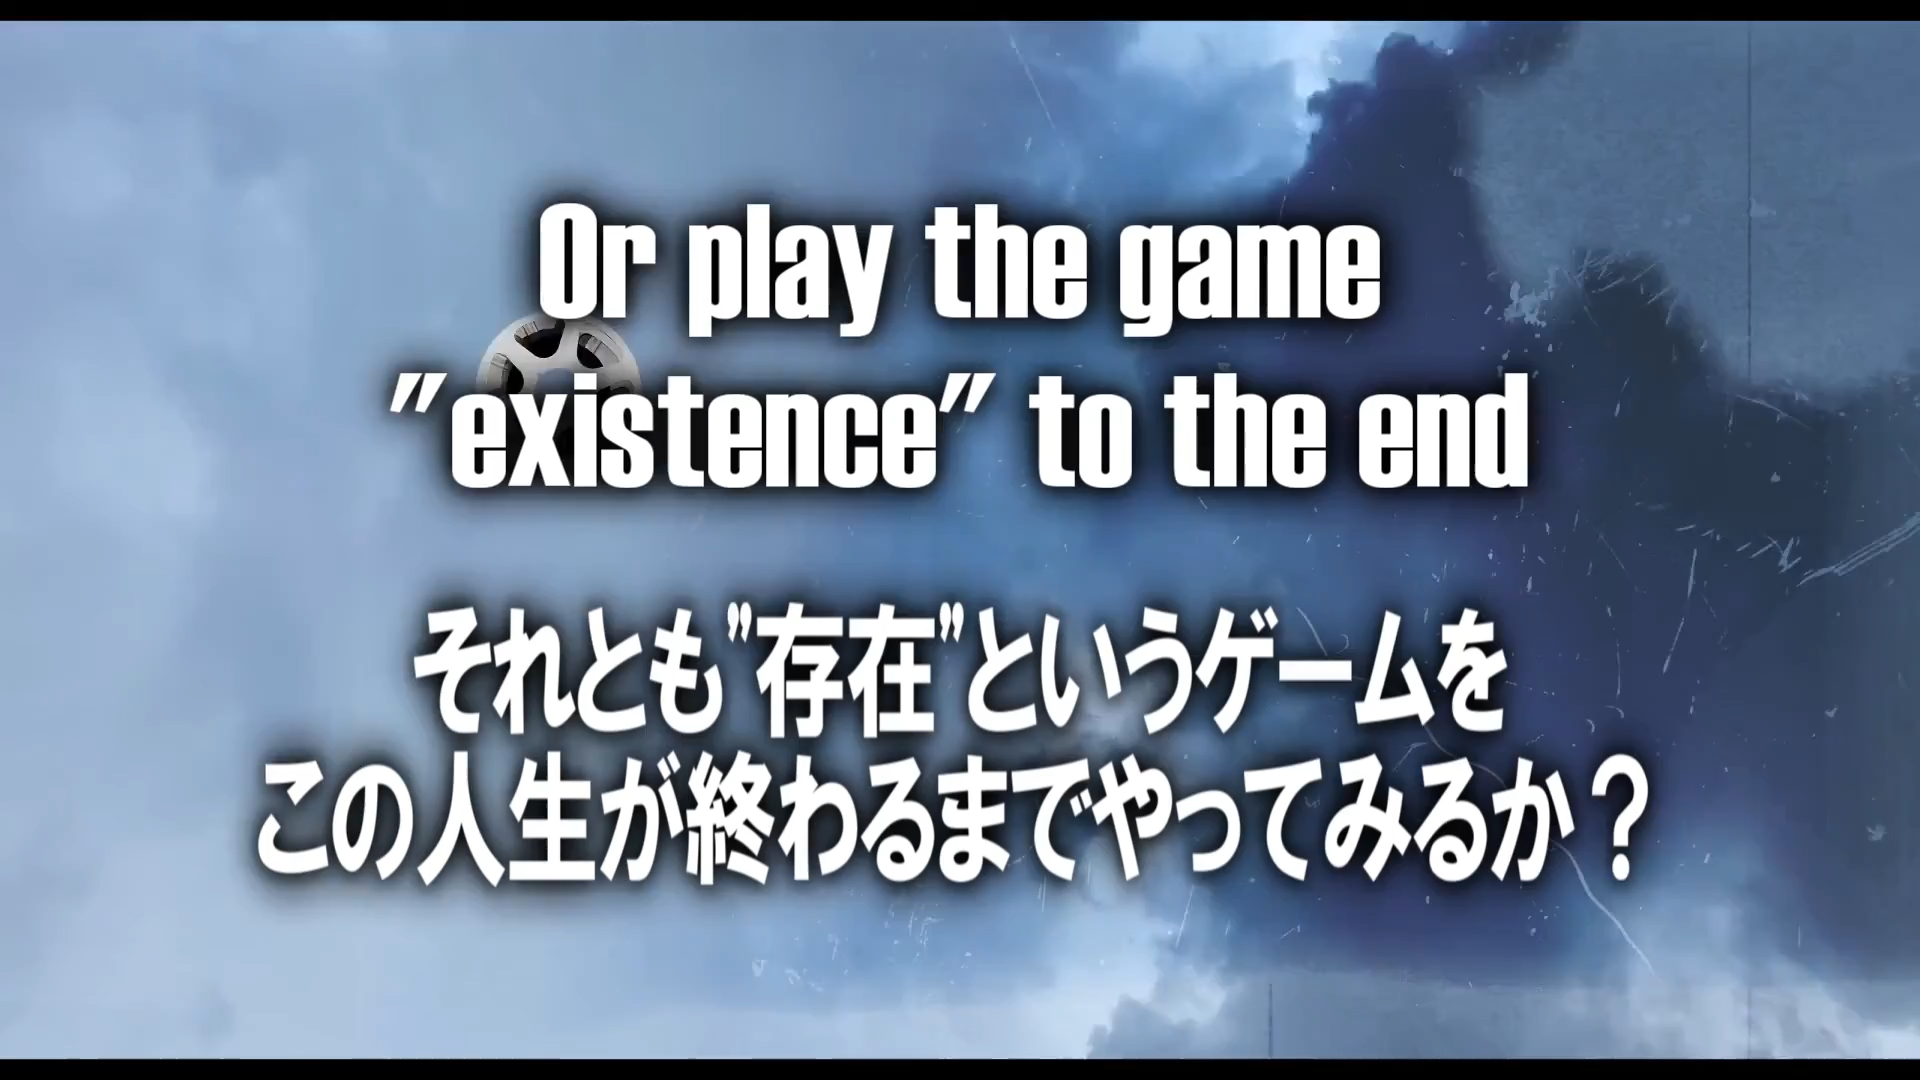 Or play the game
"existence" to the end
それとも"存在"というゲームを
この人生が終わるまでやってみるか？